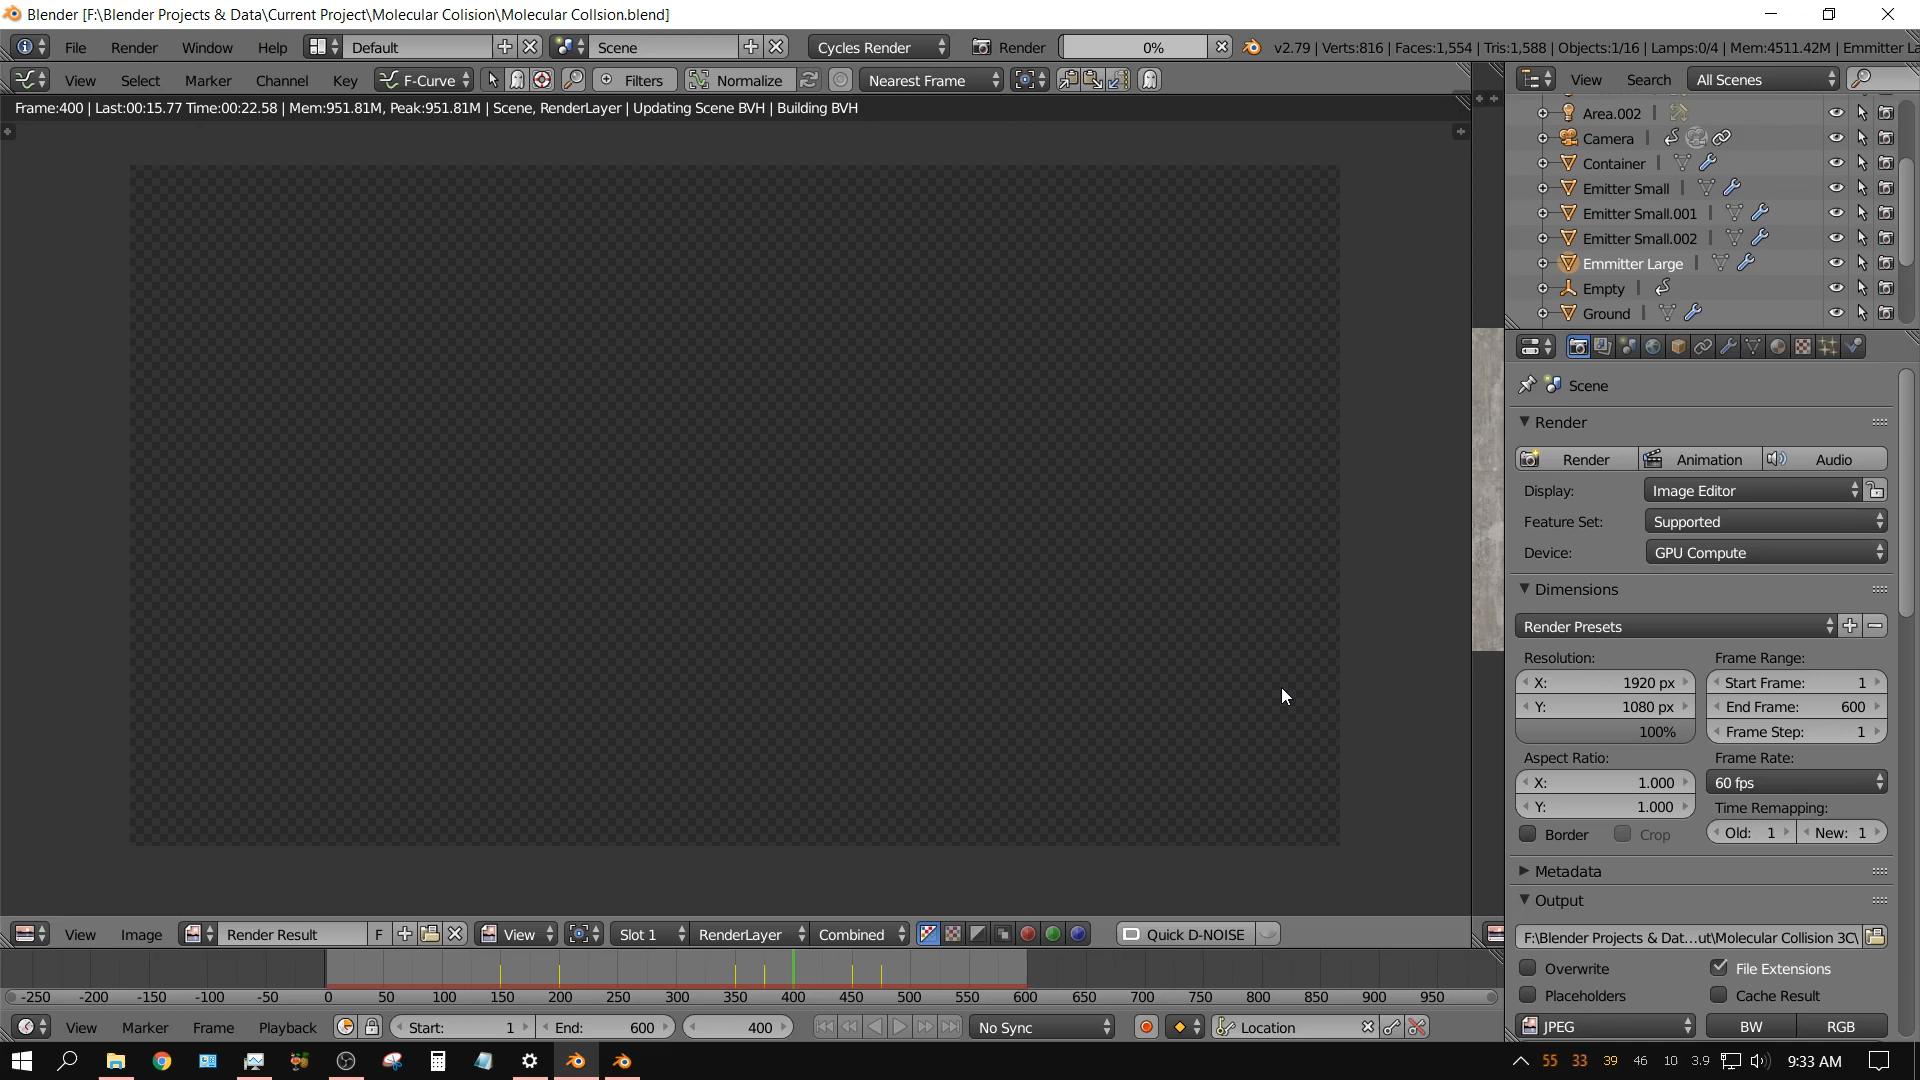 Blender [F:\Blender Projects & Data\Current Project\Molecular Colision\Molecular Collsion.blend]
File Render Window Help Default Scene Cycles Render Render 0% v2.79 | Verts:816 | Faces:1,554 | Tris:1,588 | Objects:1/16 | Lamps:0/4 | Mem:4511.42M | Emmitter La
View Select Marker Channel Key F-Curve Filters Normalize Nearest Frame View Search All Scenes
Frame:400 | Last:00:15.77 Time:00:22.58 | Mem:951.81M, Peak:951.81M | Scene, RenderLayer | Updating Scene BVH | Building BVH
Area.002
Camera
Container
Emitter Small
Emitter Small.001
Emitter Small.002
Emmitter Large
Empty
Ground
Scene
Render
Render Animation Audio
Display: Image Editor
Feature Set: Supported
Device: GPU Compute
Dimensions
Render Presets
Resolution: Frame Range:
X: 1920 px Start Frame: 1
Y: 1080 px End Frame: 600
100% Frame Step: 1
Aspect Ratio: Frame Rate:
X: 1.000 60 fps
Y: 1.000 Time Remapping:
Border Crop Old: 1 New: 1
Metadata
Output
View Image Render Result F View Slot 1 RenderLayer Combined Quick D-NOISE F:\Blender Projects & Dat...ut\Molecular Collision 3C\
Overwrite File Extensions
Placeholders Cache Result
-250 -200 -150 -100 -50 0 50 100 150 200 250 300 350 400 450 500 550 600 650 700 750 800 850 900 950
View Marker Frame Playback Start: 1 End: 600 400 No Sync Location JPEG BW RGB
55 33 39 46 10 3.9 9:33 AM